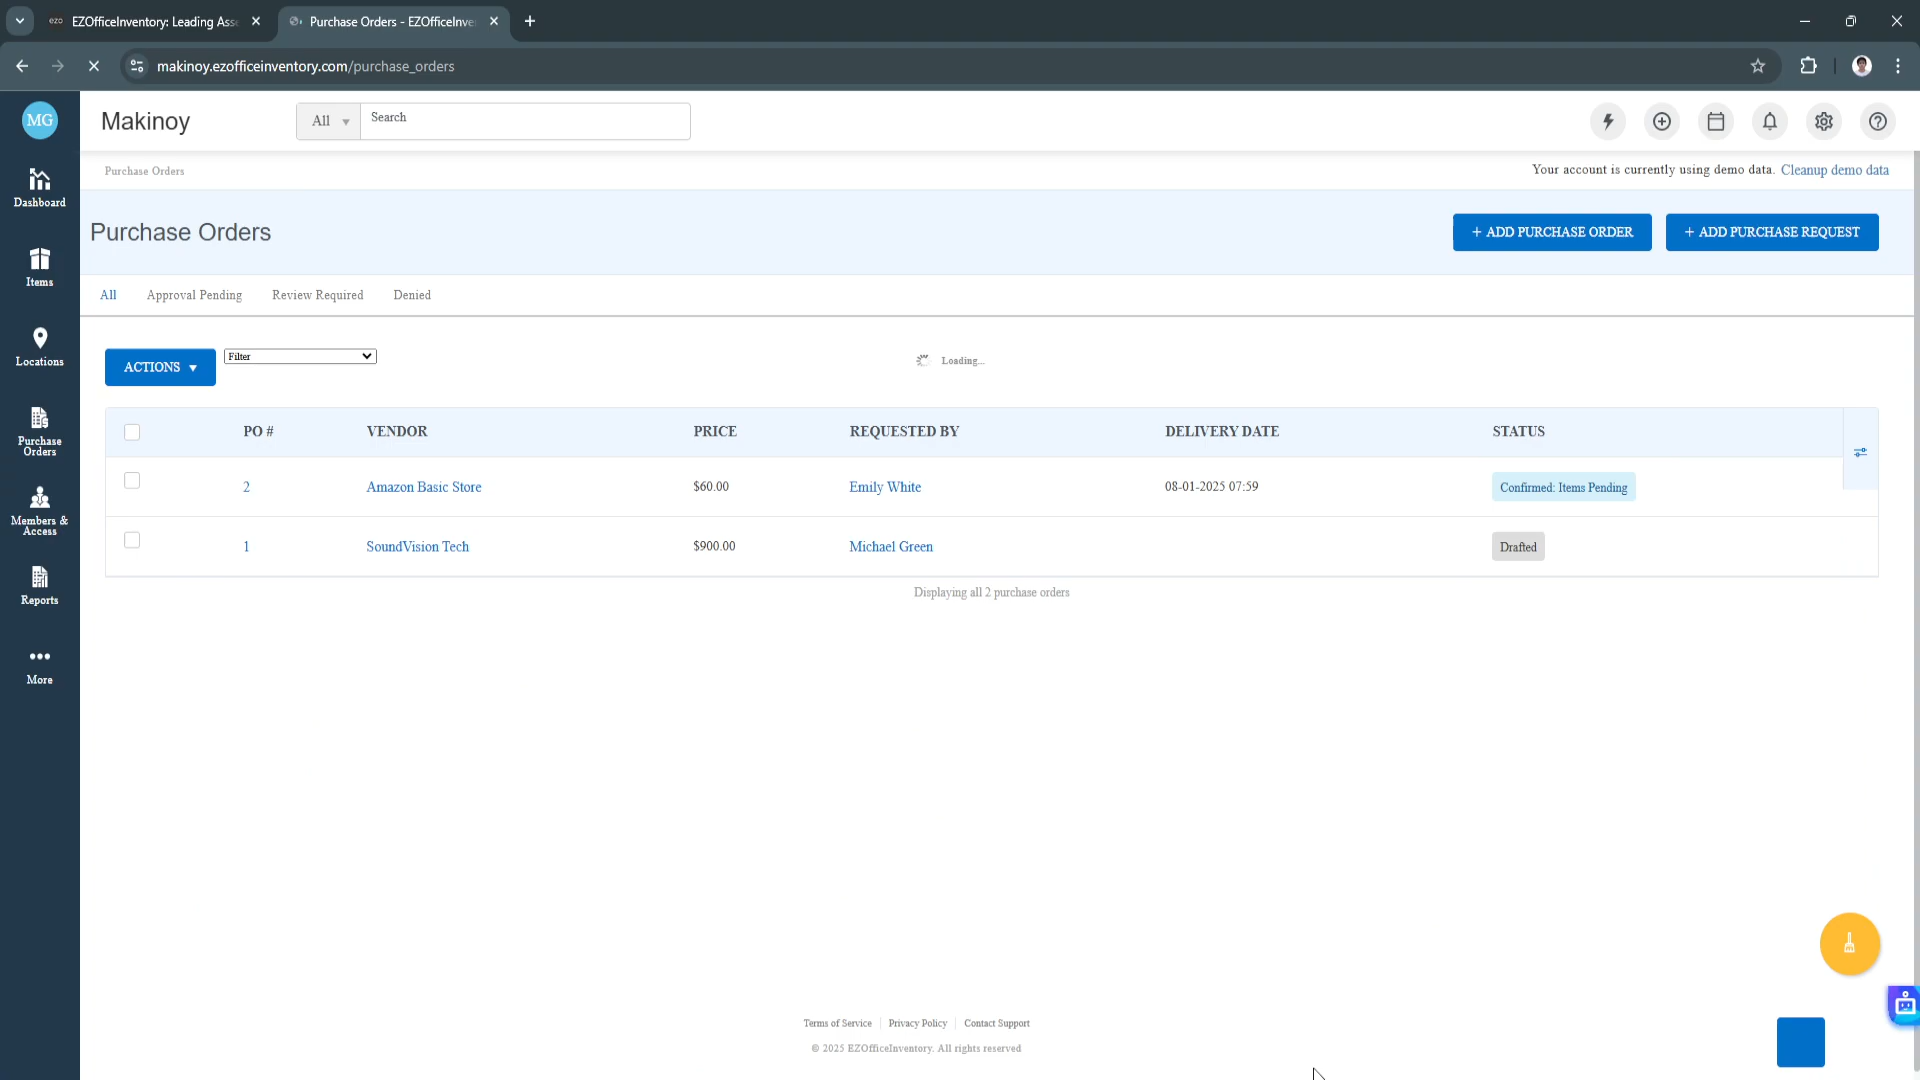 EZOfficeInventory: Leading Ass
Purchase Orders - EZOfficeInve
makinoy.ezofficeinventory.com/purchase_orders
MG
Makinoy
All
Search
Purchase Orders
Your account is currently using demo data. Cleanup demo data
Dashboard
Items
Locations
Purchase
Orders
Members &
Access
Reports
More
Purchase Orders
+ ADD PURCHASE ORDER
+ ADD PURCHASE REQUEST
All
Approval Pending
Review Required
Denied
ACTIONS
Filter
Loading...
PO # VENDOR PRICE REQUESTED BY DELIVERY DATE STATUS
2 Amazon Basic Store $60.00 Emily White 08-01-2025 07:59 Confirmed: Items Pending
1 SoundVision Tech $900.00 Michael Green Drafted
Displaying all 2 purchase orders
Terms of Service Privacy Policy Contact Support
© 2025 EZOfficeInventory. All rights reserved